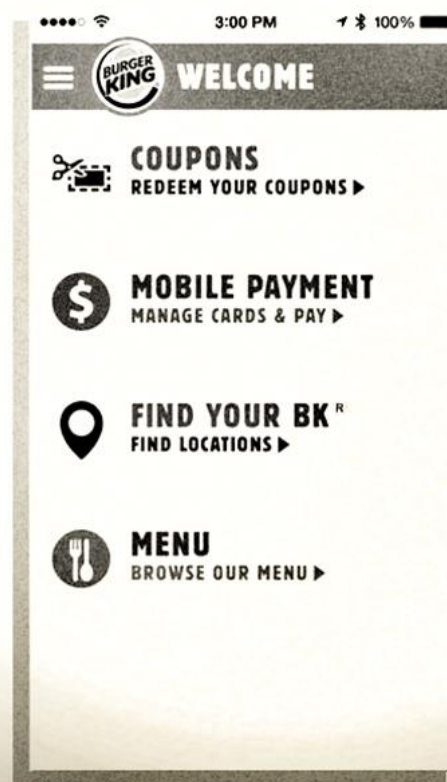 3:00 PM
100%
BURGER
KING
WELCOME
COUPONS
REDEEM YOUR COUPONS
MOBILE PAYMENT
MANAGE CARDS & PAY
FIND YOUR BK R
FIND LOCATIONS
MENU
BROWSE OUR MENU